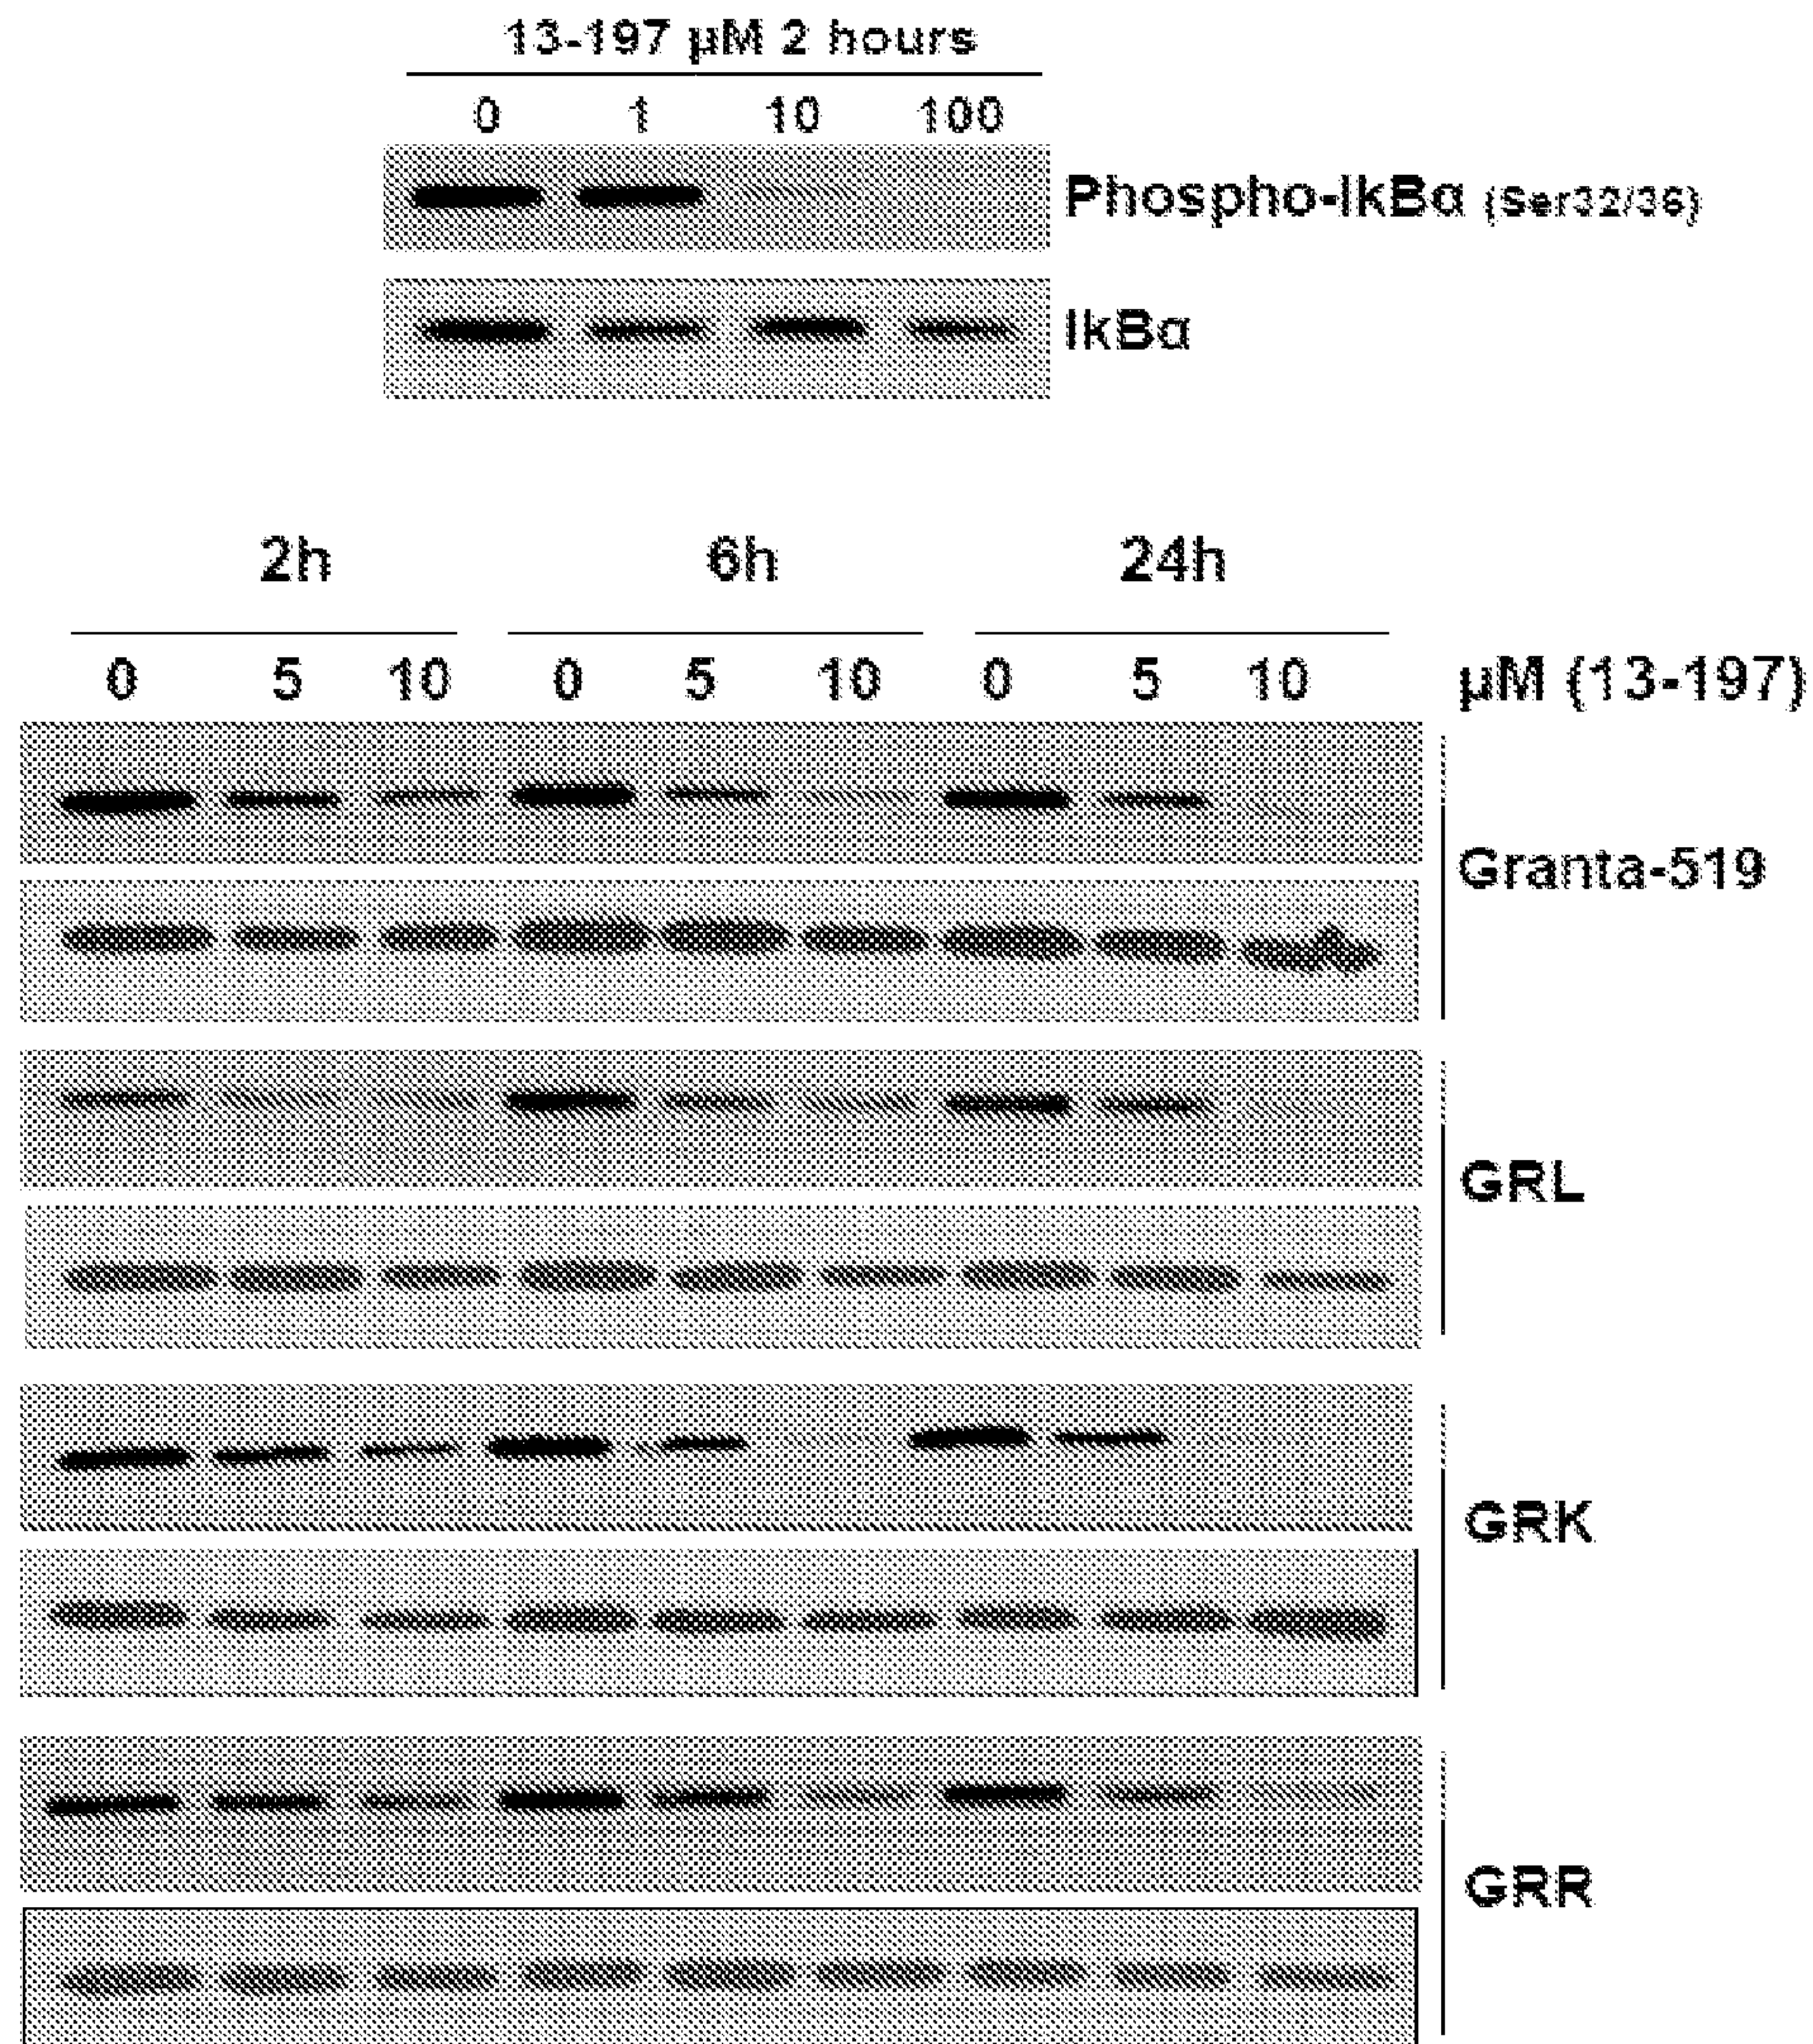 13-197 µM 2 hours
0 1 10 100
Phospho-IkBα (Ser32/36)
IkBα
2h 6h 24h
0 5 10 0 5 10 0 5 10 µM (13-197)
Granta-519
GRL
GRK
GRR